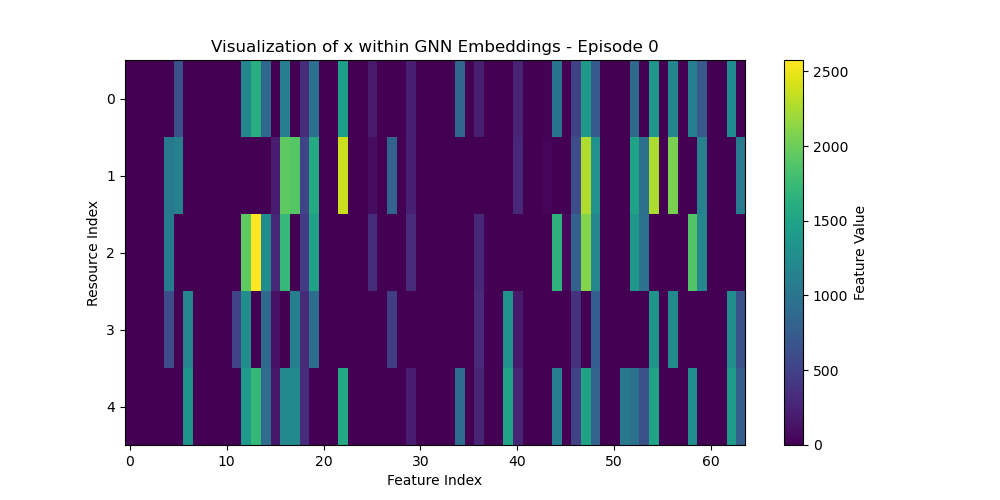 Visualization of x within GNN Embeddings - Episode 0
0
1
2
3
4
Resource Index
0 10 20 30 40 50 60
Feature Index
2500
2000
1500
1000
500
0
Feature Value